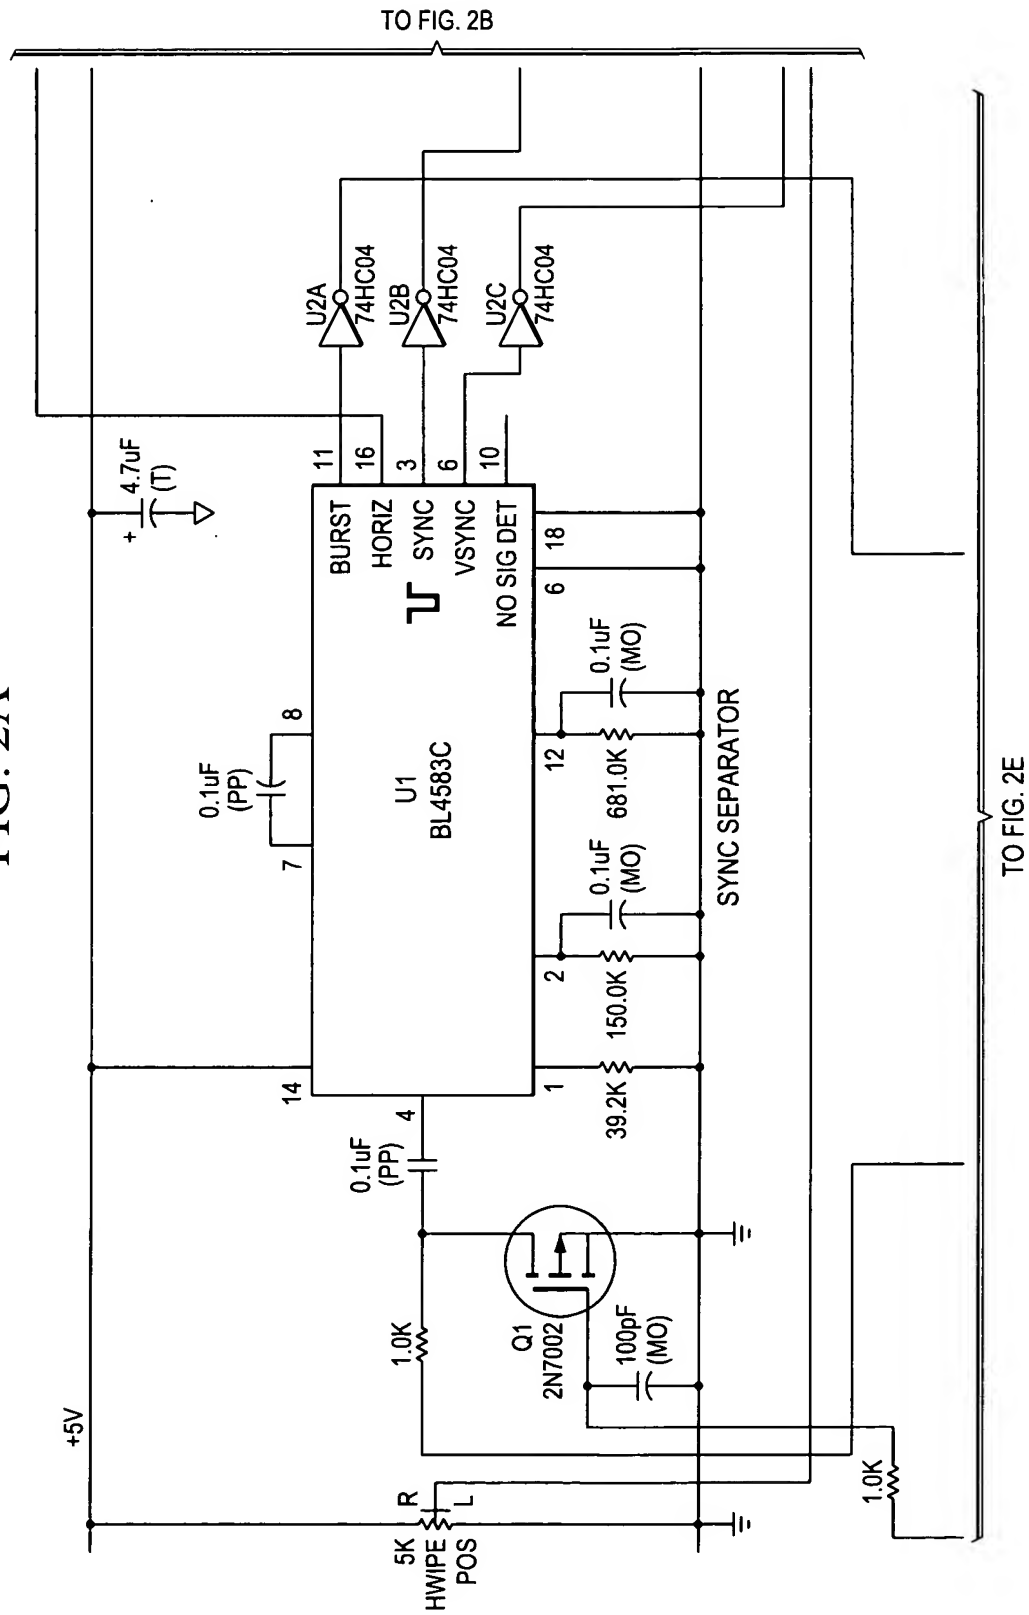 FIG. 2A
TO FIG. 2B
+5V
4.7uF
(T)
+
0.1uF
(PP)
7
8
14
U1
BL4583C
BURST
HORIZ
SYNC
VSYNC
NO SIG DET
11
16
3
6
10
U2A
74HC04
U2B
74HC04
U2C
74HC04
4
0.1uF
(PP)
1.0K
Q1
2N7002
100pF
(MO)
1
39.2K
2
150.0K
0.1uF
(MO)
12
681.0K
0.1uF
(MO)
6
18
SYNC SEPARATOR
5K
HWIPE
POS
R
L
1.0K
TO FIG. 2E